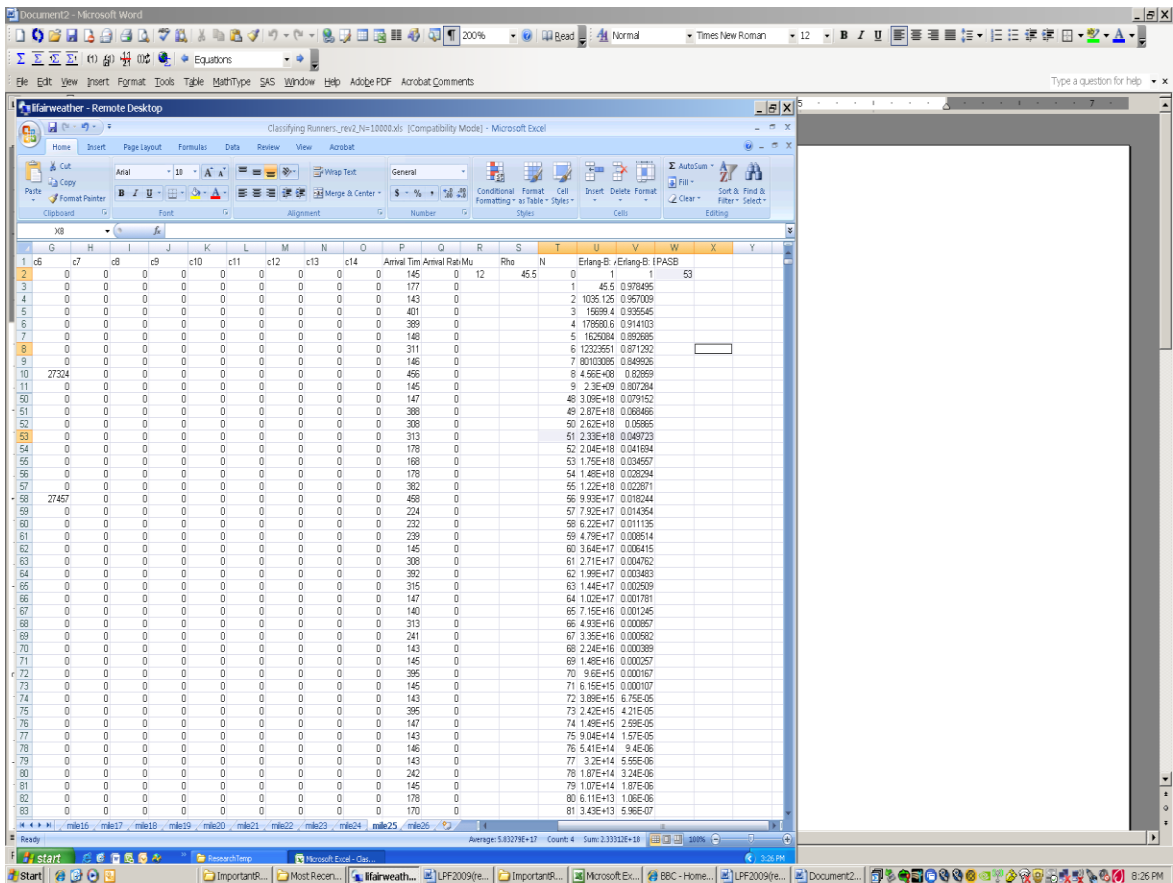 Document2 - Microsoft Word
200% Read Normal Times New Roman 12 B I U
Equations
File Edit View Insert Format Tools Table MathType SAS Window Help Adobe PDF Acrobat Comments Type a question for help
lifairweather - Remote Desktop
Classifying Runners._rev2_N=10000.xls [Compatibility Mode] - Microsoft Excel
Home Insert Page Layout Formulas Data Review View Acrobat
Cut Arial 10 Wrap Text General Σ AutoSum
Copy Fill
Paste Format Painter B I U Merge & Center $ % , Conditional Formatting Format as Table Cell Styles Insert Delete Format Clear Sort & Filter Find & Select
Clipboard Font Alignment Number Styles Cells Editing
X8 fx
G H I J K L M N O P Q R S T U V W X Y
1 c6 c7 c8 c9 c10 c11 c12 c13 c14 Arrival Tim Arrival Rate Mu Rho N Erlang-B: Erlang-B: PASB
2 0 0 0 0 0 0 0 0 0 145 0 12 45.5 0 1 1 53
3 0 0 0 0 0 0 0 0 0 177 0 1 45.5 0.978495
4 0 0 0 0 0 0 0 0 0 143 0 2 1035.125 0.957009
5 0 0 0 0 0 0 0 0 0 401 0 3 15699.4 0.935545
6 0 0 0 0 0 0 0 0 0 389 0 4 178580.6 0.914103
7 0 0 0 0 0 0 0 0 0 148 0 5 1625084 0.892685
8 0 0 0 0 0 0 0 0 0 311 0 6 12323551 0.871292
9 0 0 0 0 0 0 0 0 0 146 0 7 80103085 0.849926
10 27324 0 0 0 0 0 0 0 0 456 0 8 4.56E+08 0.82859
11 0 0 0 0 0 0 0 0 0 145 0 9 2.3E+09 0.807284
50 0 0 0 0 0 0 0 0 0 147 0 48 3.09E+18 0.079152
51 0 0 0 0 0 0 0 0 0 388 0 49 2.87E+18 0.068466
52 0 0 0 0 0 0 0 0 0 308 0 50 2.62E+18 0.05865
53 0 0 0 0 0 0 0 0 0 313 0 51 2.33E+18 0.049723
54 0 0 0 0 0 0 0 0 0 178 0 52 2.04E+18 0.041694
55 0 0 0 0 0 0 0 0 0 168 0 53 1.75E+18 0.034557
56 0 0 0 0 0 0 0 0 0 178 0 54 1.48E+18 0.028294
57 0 0 0 0 0 0 0 0 0 382 0 55 1.22E+18 0.022871
58 27457 0 0 0 0 0 0 0 0 458 0 56 9.93E+17 0.018244
59 0 0 0 0 0 0 0 0 0 224 0 57 7.92E+17 0.014354
60 0 0 0 0 0 0 0 0 0 232 0 58 6.22E+17 0.011135
61 0 0 0 0 0 0 0 0 0 239 0 59 4.79E+17 0.008514
62 0 0 0 0 0 0 0 0 0 145 0 60 3.64E+17 0.006415
63 0 0 0 0 0 0 0 0 0 308 0 61 2.71E+17 0.004762
64 0 0 0 0 0 0 0 0 0 392 0 62 1.99E+17 0.003483
65 0 0 0 0 0 0 0 0 0 315 0 63 1.44E+17 0.002509
66 0 0 0 0 0 0 0 0 0 147 0 64 1.02E+17 0.001781
67 0 0 0 0 0 0 0 0 0 140 0 65 7.15E+16 0.001245
68 0 0 0 0 0 0 0 0 0 313 0 66 4.93E+16 0.000857
69 0 0 0 0 0 0 0 0 0 241 0 67 3.35E+16 0.000582
70 0 0 0 0 0 0 0 0 0 143 0 68 2.24E+16 0.000389
71 0 0 0 0 0 0 0 0 0 145 0 69 1.48E+16 0.000257
72 0 0 0 0 0 0 0 0 0 395 0 70 9.6E+15 0.000167
73 0 0 0 0 0 0 0 0 0 145 0 71 6.15E+15 0.000107
74 0 0 0 0 0 0 0 0 0 143 0 72 3.89E+15 6.75E-05
75 0 0 0 0 0 0 0 0 0 395 0 73 2.42E+15 4.21E-05
76 0 0 0 0 0 0 0 0 0 147 0 74 1.49E+15 2.59E-05
77 0 0 0 0 0 0 0 0 0 143 0 75 9.04E+14 1.57E-05
78 0 0 0 0 0 0 0 0 0 146 0 76 5.41E+14 9.4E-06
79 0 0 0 0 0 0 0 0 0 143 0 77 3.2E+14 5.55E-06
80 0 0 0 0 0 0 0 0 0 242 0 78 1.87E+14 3.24E-06
81 0 0 0 0 0 0 0 0 0 145 0 79 1.07E+14 1.87E-06
82 0 0 0 0 0 0 0 0 0 178 0 80 6.11E+13 1.06E-06
83 0 0 0 0 0 0 0 0 0 170 0 81 3.43E+13 5.96E-07
mile16 mile17 mile18 mile19 mile20 mile21 mile22 mile23 mile24 mile25 mile26
Ready Average: 5.83279E+17 Count: 4 Sum: 2.33312E+18 100%
start ResearchTemp Microsoft Excel - Clas... 3:26 PM
Start ImportantR... Most Recen... lifairweath... LPF2009(re... ImportantR... Microsoft Ex... BBC - Home... LPF2009(re... Document2... 8:26 PM